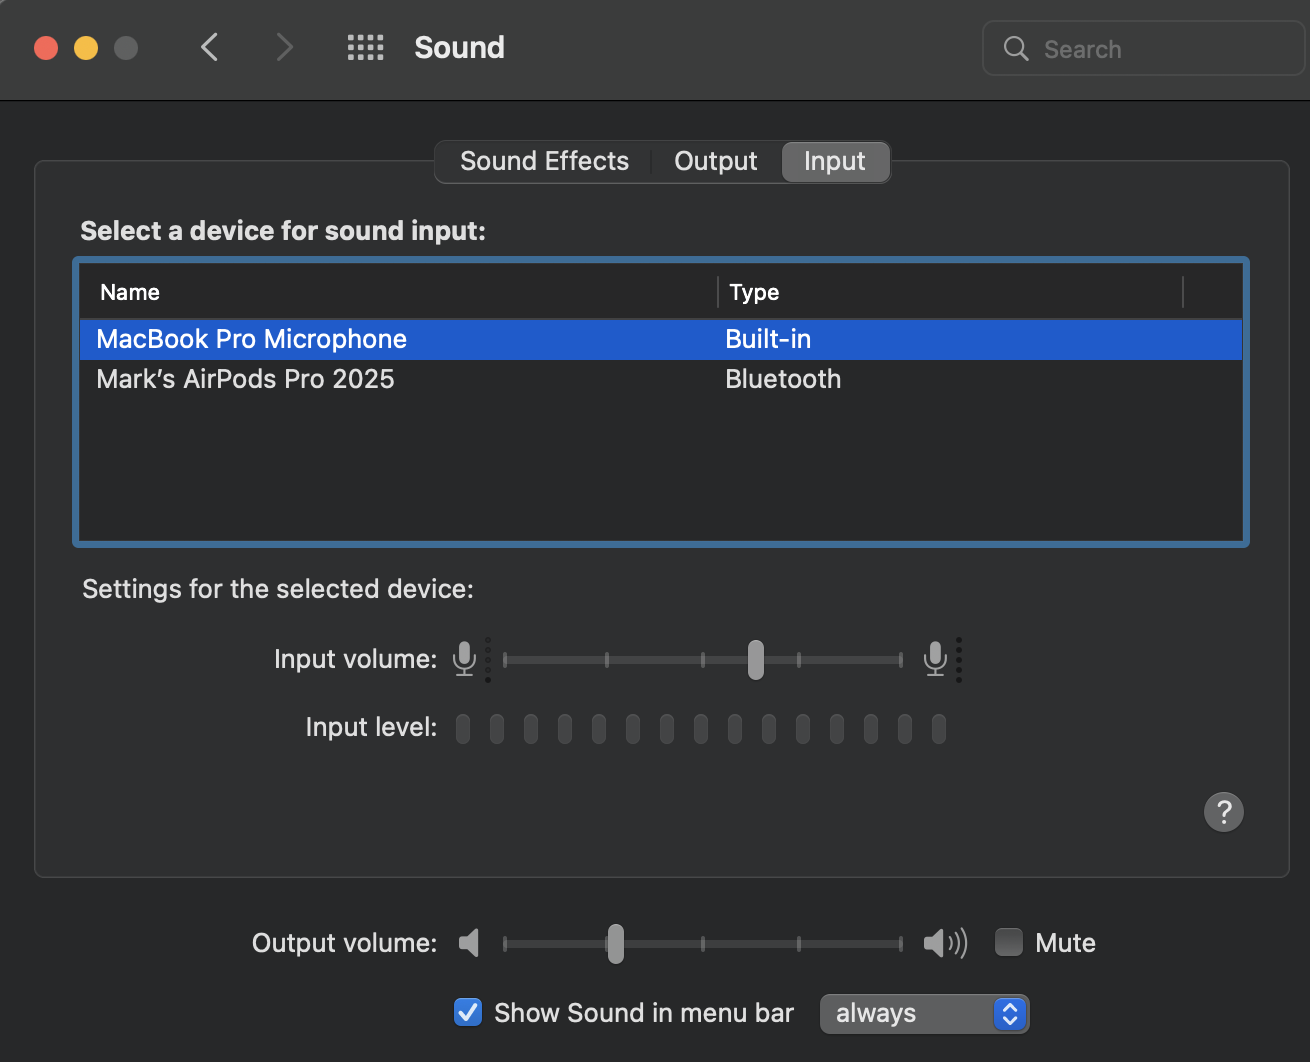 Sound
Search
Sound Effects Output Input
Select a device for sound input:
Name Type
MacBook Pro Microphone Built-in
Mark’s AirPods Pro 2025 Bluetooth
Settings for the selected device:
Input volume:
Input level:
?
Output volume: Mute
Show Sound in menu bar always